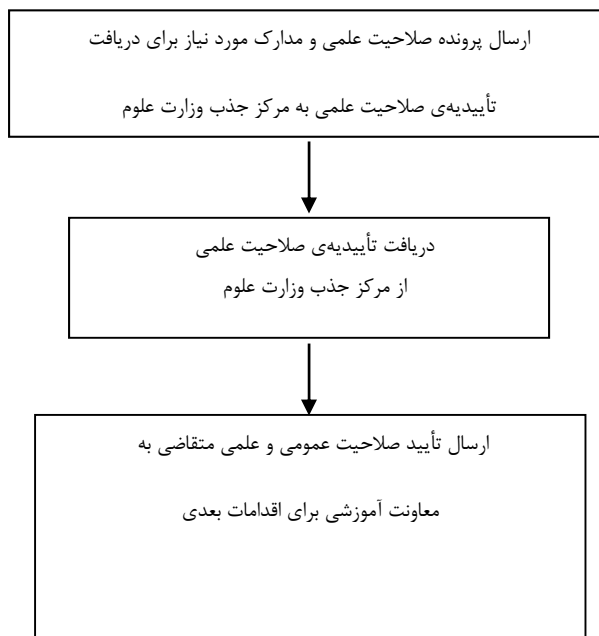 ارسال پرونده صلاحیت علمی و مدارک مورد نیاز برای دریافت
تأییدیه‌ی صلاحیت علمی به مرکز جذب وزارت علوم
دریافت تأییدیه‌ی صلاحیت علمی
از مرکز جذب وزارت علوم
ارسال تأیید صلاحیت عمومی و علمی متقاضی به
معاونت آموزشی برای اقدامات بعدی